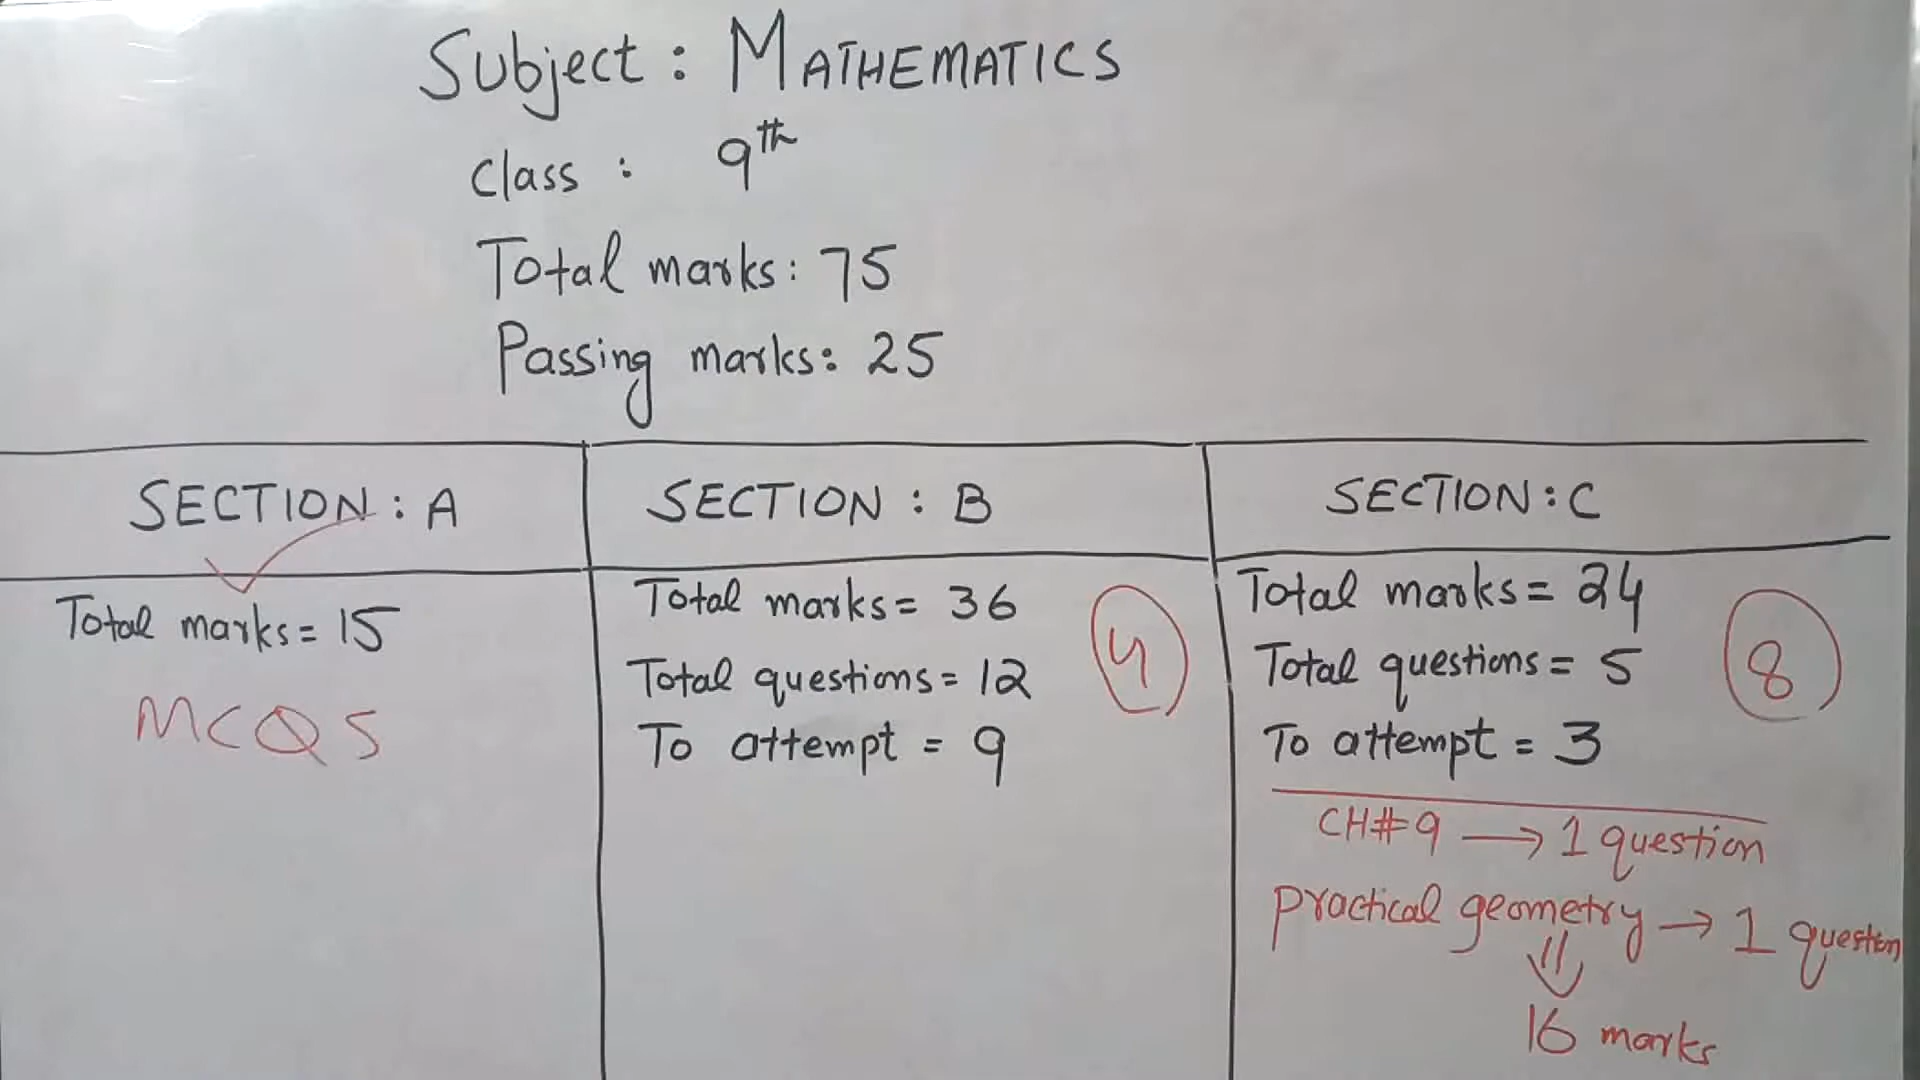 Subject : MATHEMATICS
class : 9th
Total marks: 75
Passing marks: 25
SECTION : A
Total marks = 15
MCQS
SECTION : B
Total marks = 36
Total questions = 12
To attempt = 9
4
SECTION : C
Total marks = 24
Total questions = 5
To attempt = 3
8
CH#9 → 1 question
Practical geometry → 1 question
⇓
16 marks